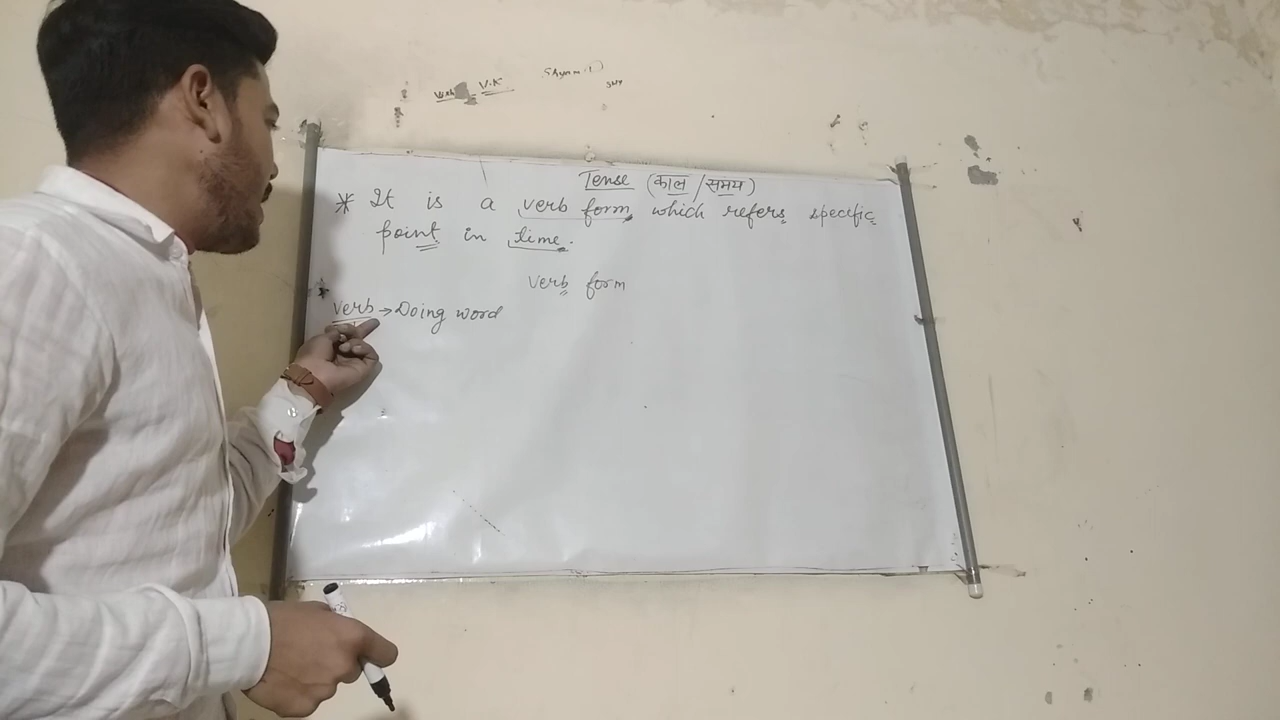 V.K
Tense (काल/समय)
* It is a verb form which refers specific
point in time.
verb form
verb → Doing word